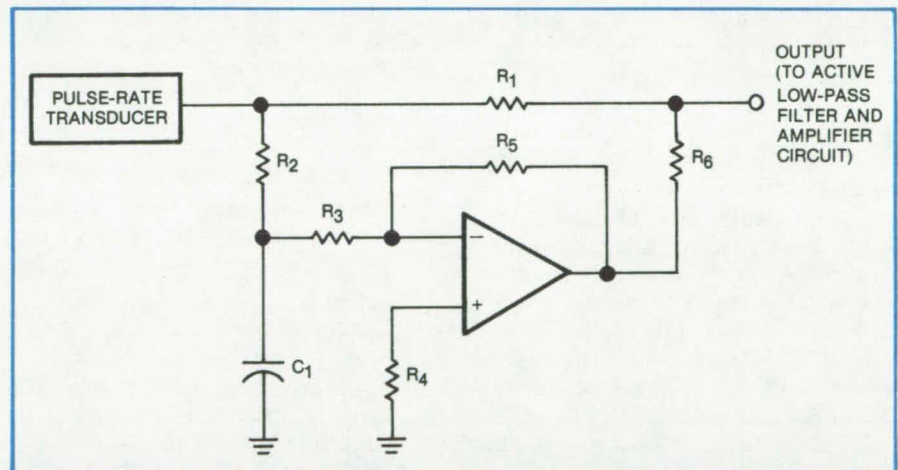 PULSE-RATE
TRANSDUCER
R1
R2
R3
R5
R6
−
+
R4
C1
OUTPUT
(TO ACTIVE
LOW-PASS
FILTER AND
AMPLIFIER
CIRCUIT)